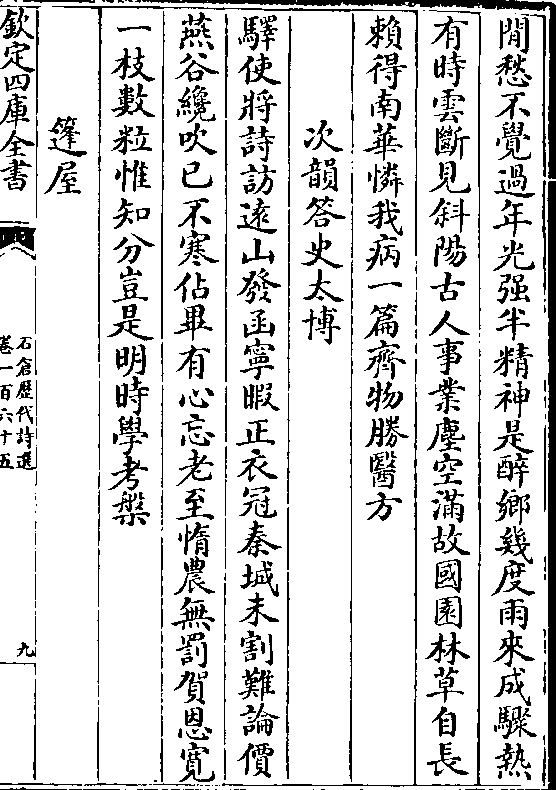 閒愁不覺過年光强半精神是醉鄉幾度雨來成驟熱
有時雲斷見斜陽古人事業塵空滿故國園林草自長
賴得南華憐我病一篇齊物勝醫方
次韻答史太博
驛使將詩訪逺山發函寧暇正衣冠秦城未割難論價
燕谷纔吹已不寒佔畢有心忘老至惰農無罰賀恩寛
一枝數粒惟知分豈是明時學考槃
篷屋
欽定四庫全書
石倉歷代詩選
卷一百六十五
九